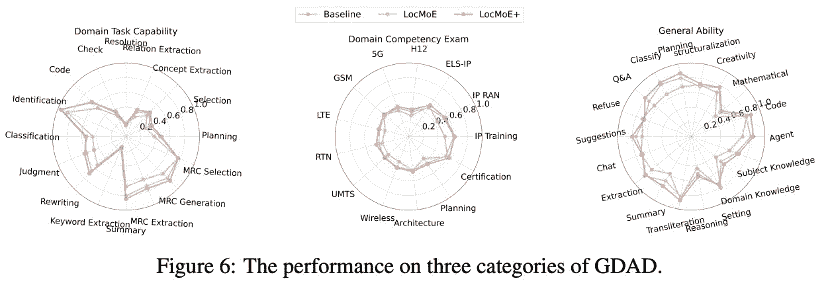 Baseline LocMoE LocMoE+
Domain Task Capability
Resolution
Check
Relation Extraction
Code
Concept Extraction
Identification
Selection
0.2 0.4 0.6 0.8 1.0
Classification
Planning
Judgment
MRC Selection
Rewriting
MRC Generation
Keyword Extraction
MRC Extraction
Summary
Domain Competency Exam
H12
5G
ELS-IP
GSM
IP RAN
LTE
0.2 0.4 0.6 0.8 1.0
IP Training
RTN
Certification
UMTS
Planning
Wireless
Architecture
General Ability
Planning
Classify
structuralization
Creativity
Q&A
Mathematical
Refuse
Code
0.2 0.4 0.6 0.8 1.0
Suggestions
Agent
Chat
Subject Knowledge
Extraction
Domain Knowledge
Summary
Setting
Transliteration
Reasoning
Figure 6: The performance on three categories of GDAD.